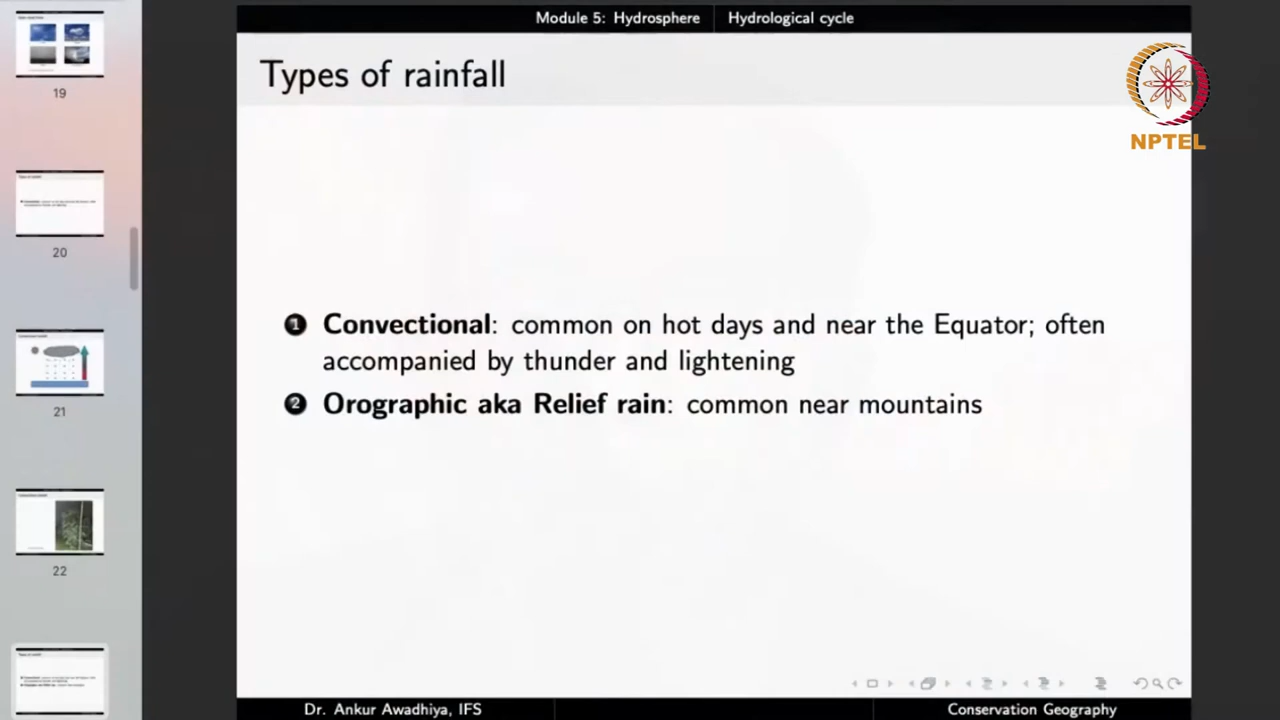 Module 5: Hydrosphere
Hydrological cycle
Types of rainfall
NPTEL
19
20
21
22
1 Convectional: common on hot days and near the Equator; often
accompanied by thunder and lightening
2 Orographic aka Relief rain: common near mountains
Dr. Ankur Awadhiya, IFS
Conservation Geography